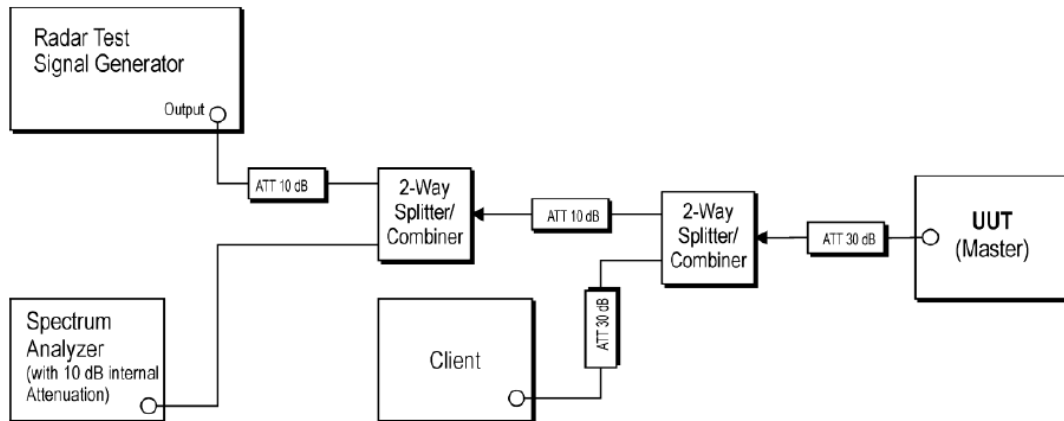 Radar Test
Signal Generator
Output
ATT 10 dB
2-Way
Splitter/
Combiner
ATT 10 dB
2-Way
Splitter/
Combiner
ATT 30 dB
UUT
(Master)
Spectrum
Analyzer
(with 10 dB internal
Attenuation)
Client
ATT 30 dB